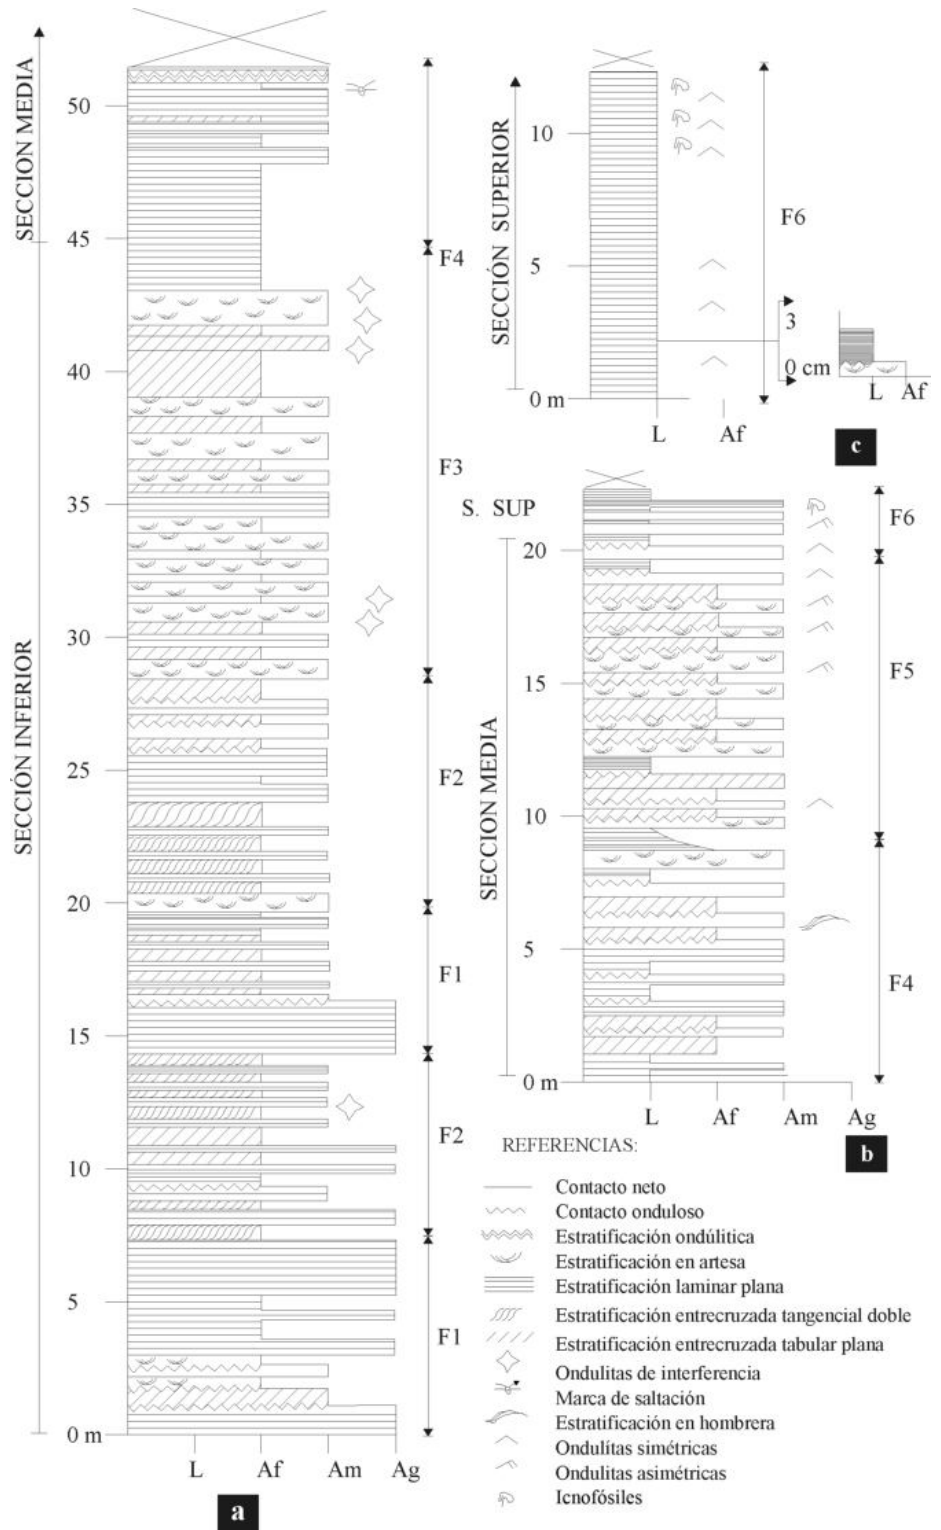 SECCION MEDIA
SECCIÓN INFERIOR
50
45
40
35
30
25
20
15
10
5
0 m
F4
F3
F2
F1
F2
F1
L
Af
Am
Ag
a
SECCIÓN SUPERIOR
10
5
0 m
F6
L
Af
3
0 cm
L
Af
c
S. SUP
SECCION MEDIA
20
15
10
5
0 m
F6
F5
F4
L
Af
Am
Ag
b
REFERENCIAS:
Contacto neto
Contacto onduloso
Estratificación ondúlitica
Estratificación en artesa
Estratificación laminar plana
Estratificación entrecruzada tangencial doble
Estratificación entrecruzada tabular plana
Ondulitas de interferencia
Marca de saltación
Estratificación en hombrera
Ondulítas simétricas
Ondulitas asimétricas
Icnofósiles